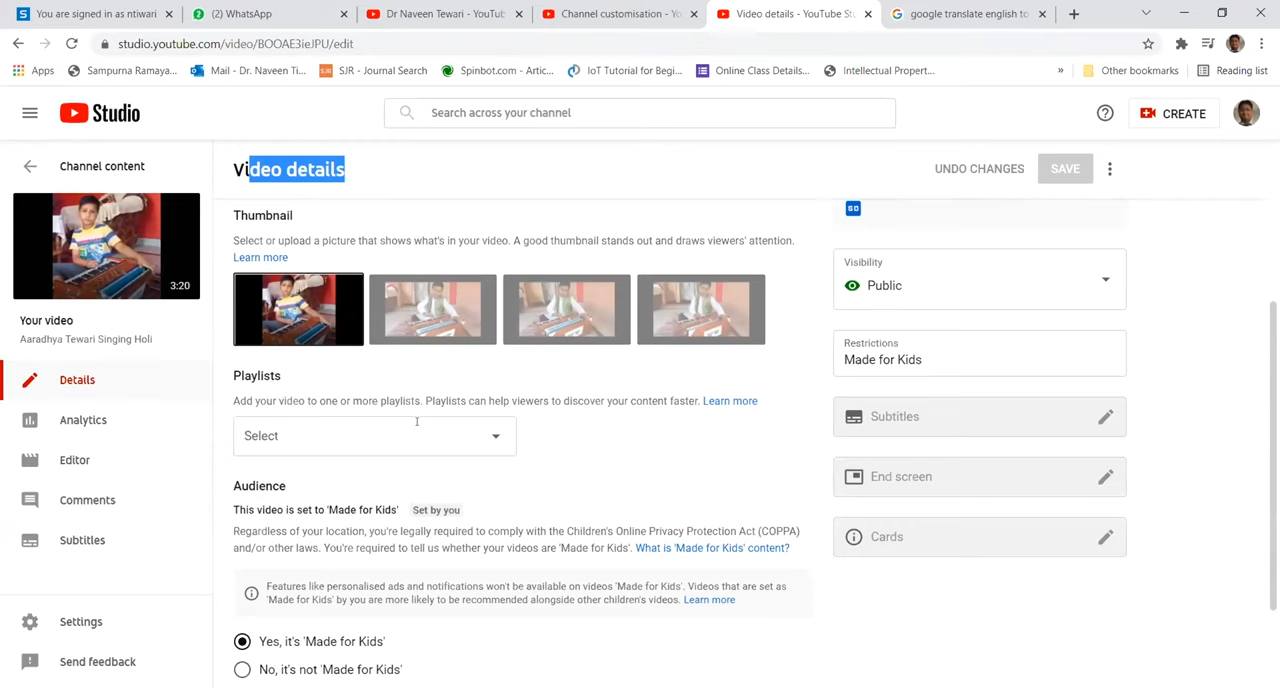 You are signed in as ntiwari
(2) WhatsApp
Dr Naveen Tewari - YouTub
Channel customisation - Yo
Video details - YouTube Stu
google translate english to
studio.youtube.com/video/BOOAE3ieJPU/edit
Apps
Sampurna Ramaya...
Mail - Dr. Naveen Ti...
SJR - Journal Search
Spinbot.com - Artic...
IoT Tutorial for Begi...
Online Class Details...
Intellectual Propert...
»
Other bookmarks
Reading list
Studio
Search across your channel
CREATE
Channel content
3:20
Your video
Aaradhya Tewari Singing Holi
Details
Analytics
Editor
Comments
Subtitles
Settings
Send feedback
Video details
UNDO CHANGES
SAVE
Thumbnail
Select or upload a picture that shows what's in your video. A good thumbnail stands out and draws viewers' attention.
Learn more
Playlists
Add your video to one or more playlists. Playlists can help viewers to discover your content faster. Learn more
Select
Audience
This video is set to 'Made for Kids' Set by you
Regardless of your location, you're legally required to comply with the Children's Online Privacy Protection Act (COPPA)
and/or other laws. You're required to tell us whether your videos are 'Made for Kids'. What is 'Made for Kids' content?
Features like personalised ads and notifications won't be available on videos 'Made for Kids'. Videos that are set as
'Made for Kids' by you are more likely to be recommended alongside other children's videos. Learn more
Yes, it's 'Made for Kids'
No, it's not 'Made for Kids'
SD
Visibility
Public
Restrictions
Made for Kids
Subtitles
End screen
Cards